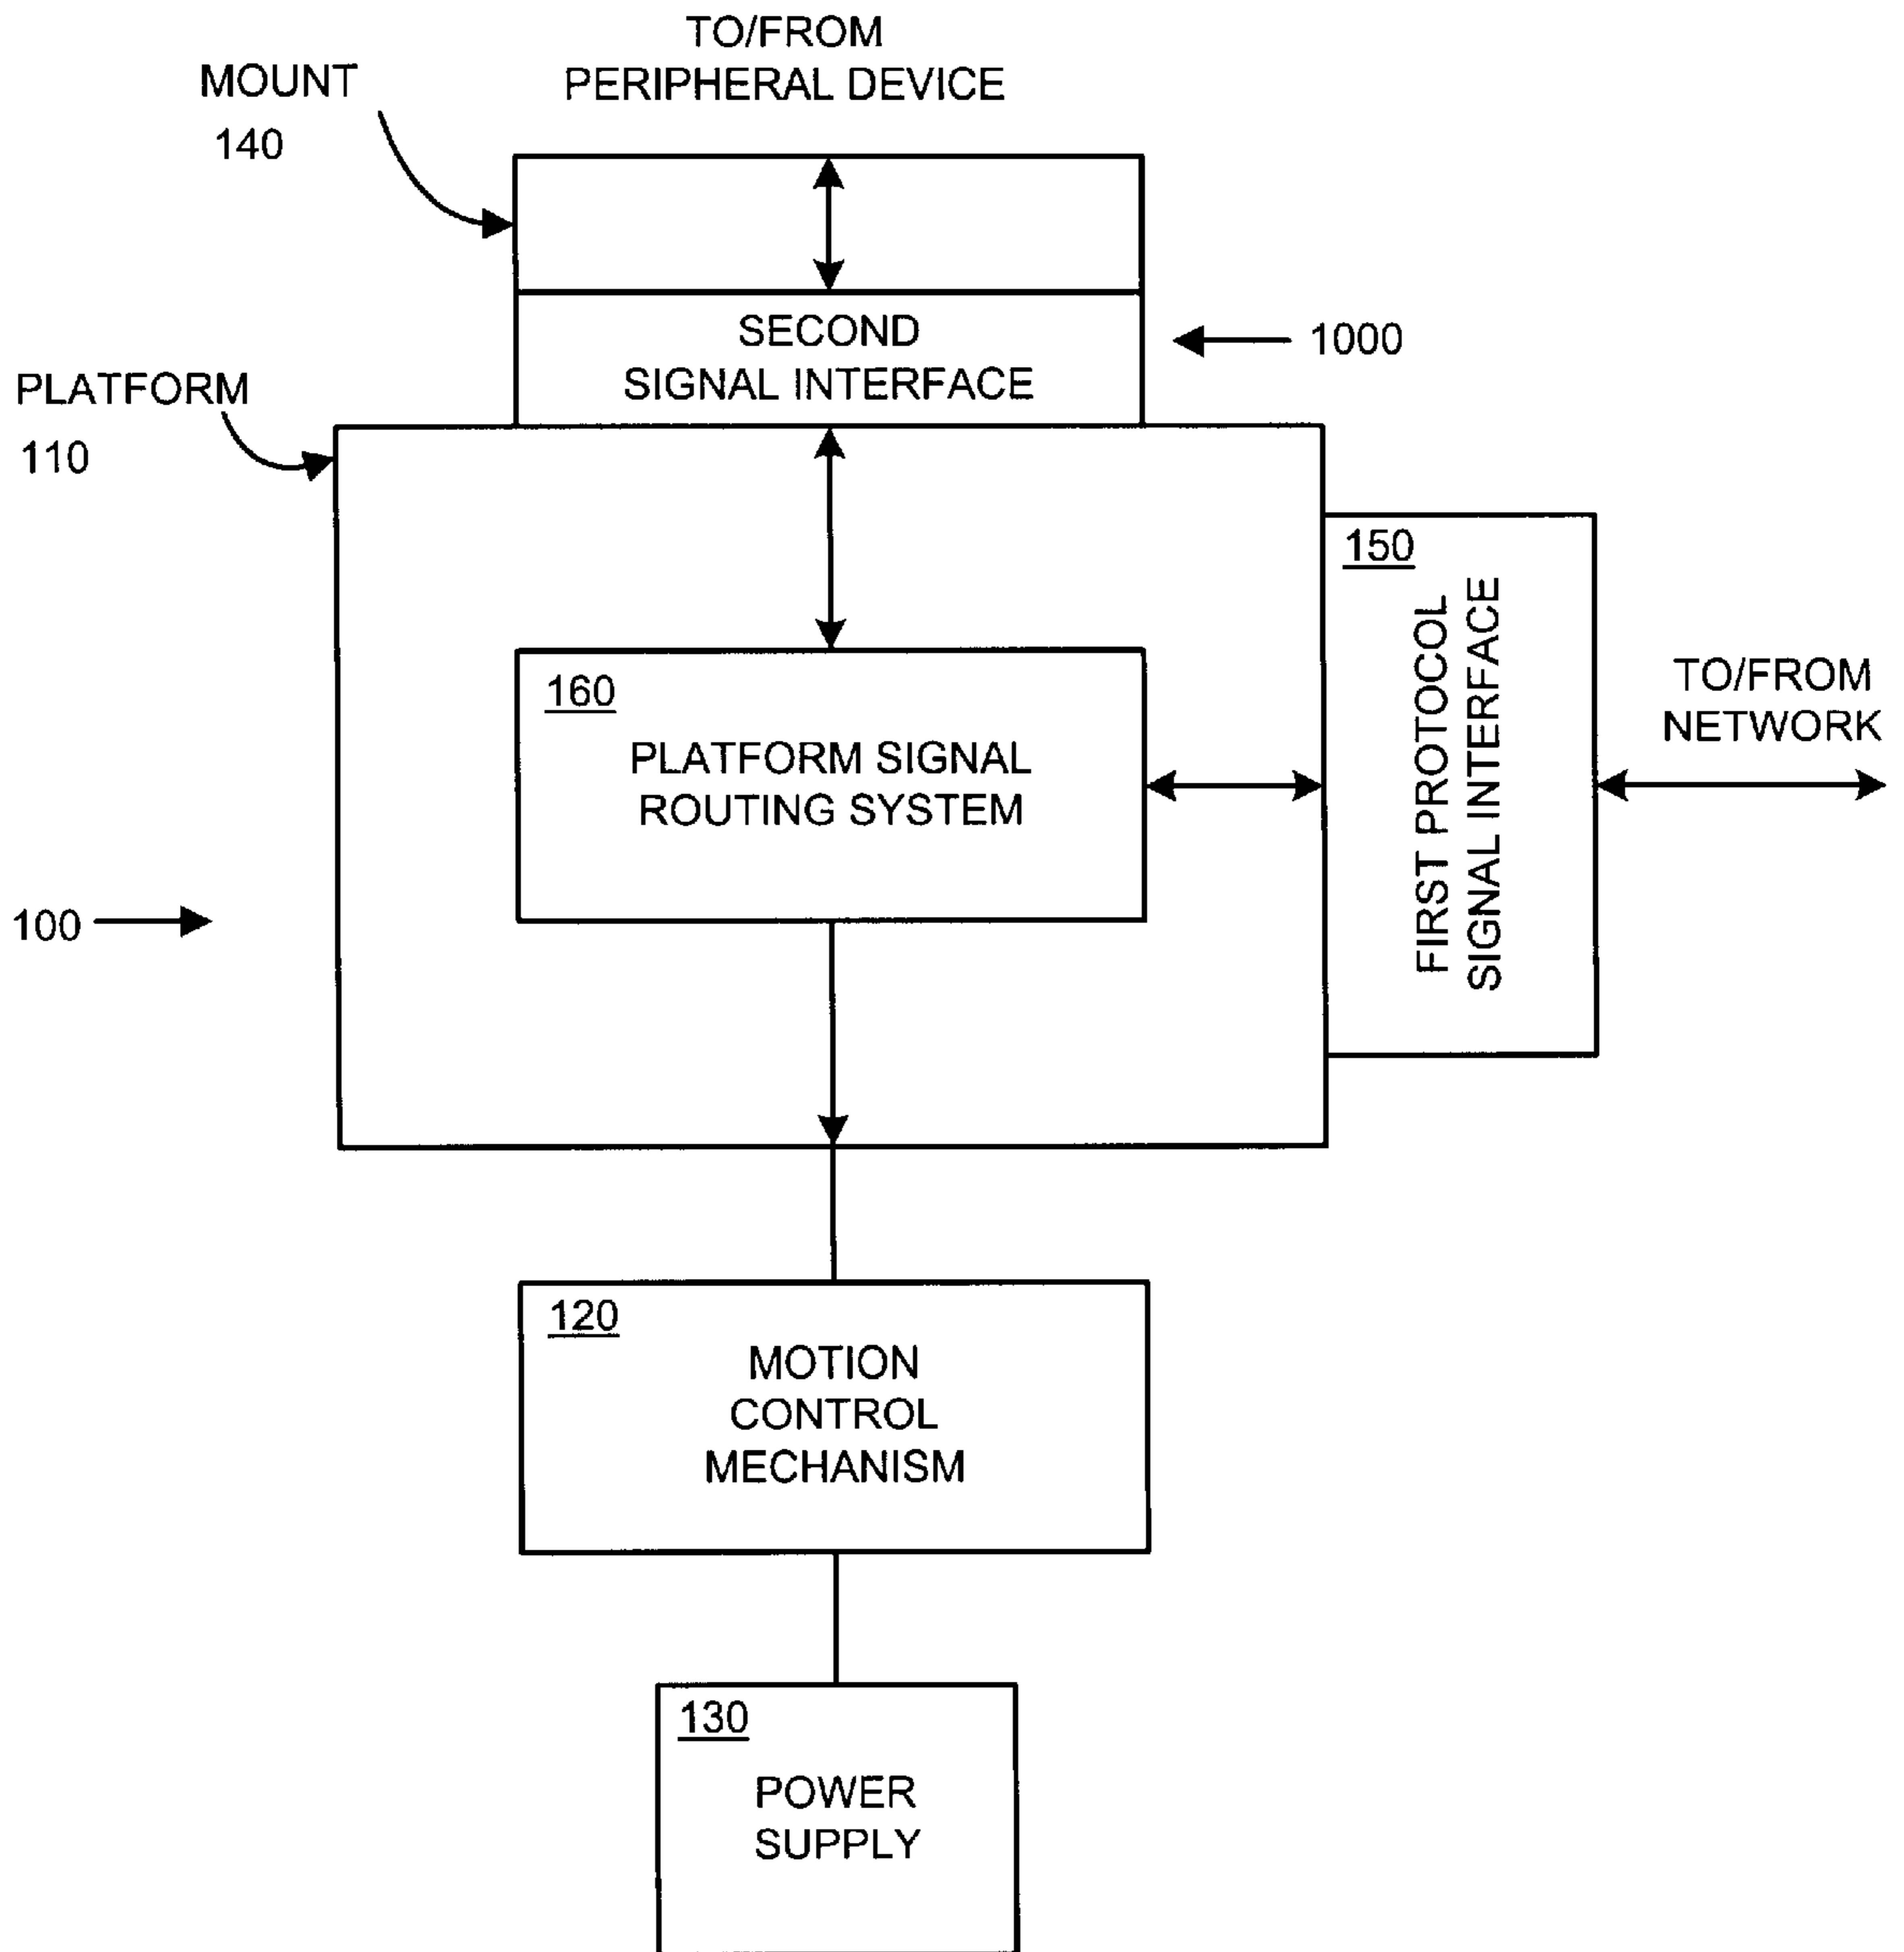 TO/FROM
PERIPHERAL DEVICE
MOUNT
140
SECOND
SIGNAL INTERFACE
1000
PLATFORM
110
150
FIRST PROTOCOL
SIGNAL INTERFACE
TO/FROM
NETWORK
160
PLATFORM SIGNAL
ROUTING SYSTEM
100
120
MOTION
CONTROL
MECHANISM
130
POWER
SUPPLY